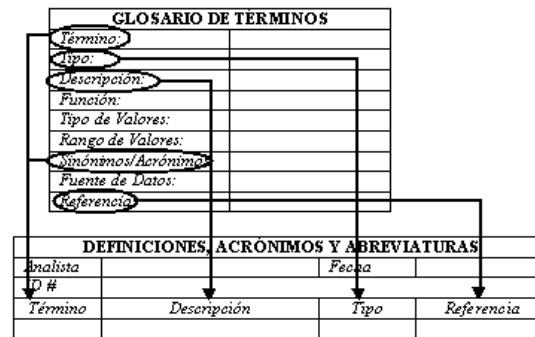 GLOSARIO DE TÉRMINOS
Término:
Tipo:
Descripción:
Función:
Tipo de Valores:
Rango de Valores:
Sinónimos/Acrónimo
Fuente de Datos:
Referencia
DEFINICIONES, ACRÓNIMOS Y ABREVIATURAS
Analista Fecha
ID #
Término Descripción Tipo Referencia